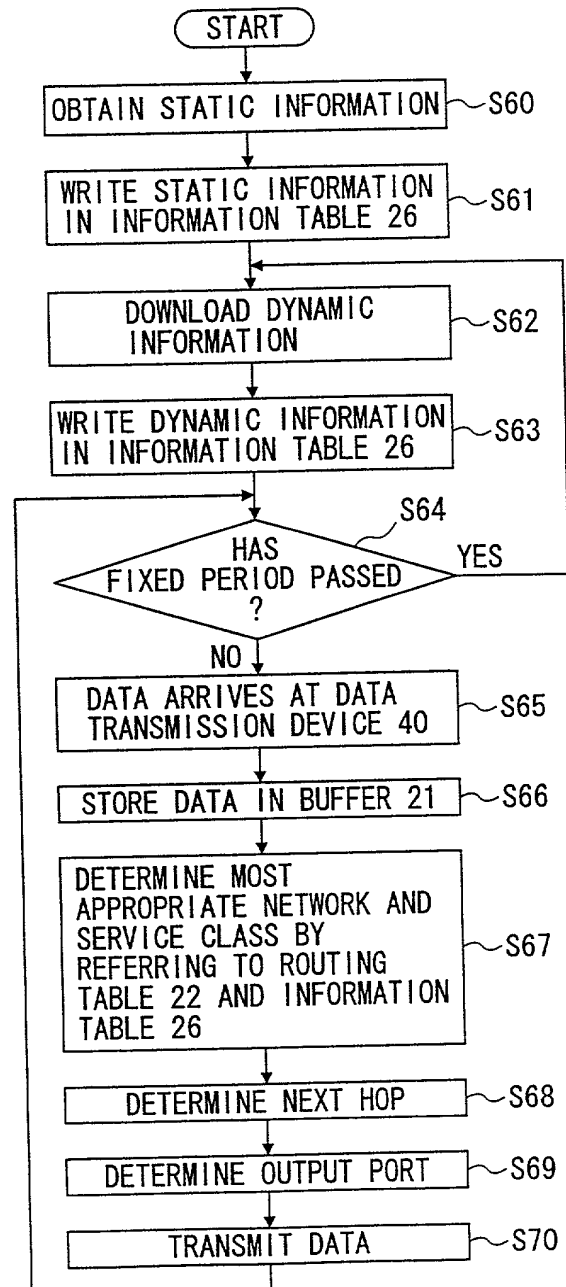 START
OBTAIN STATIC INFORMATION
S60
WRITE STATIC INFORMATION
IN INFORMATION TABLE 26
S61
DOWNLOAD DYNAMIC
INFORMATION
S62
WRITE DYNAMIC INFORMATION
IN INFORMATION TABLE 26
S63
S64
HAS
FIXED PERIOD PASSED
?
YES
NO
DATA ARRIVES AT DATA
TRANSMISSION DEVICE 40
S65
STORE DATA IN BUFFER 21
S66
DETERMINE MOST
APPROPRIATE NETWORK AND
SERVICE CLASS BY
REFERRING TO ROUTING
TABLE 22 AND INFORMATION
TABLE 26
S67
DETERMINE NEXT HOP
S68
DETERMINE OUTPUT PORT
S69
TRANSMIT DATA
S70